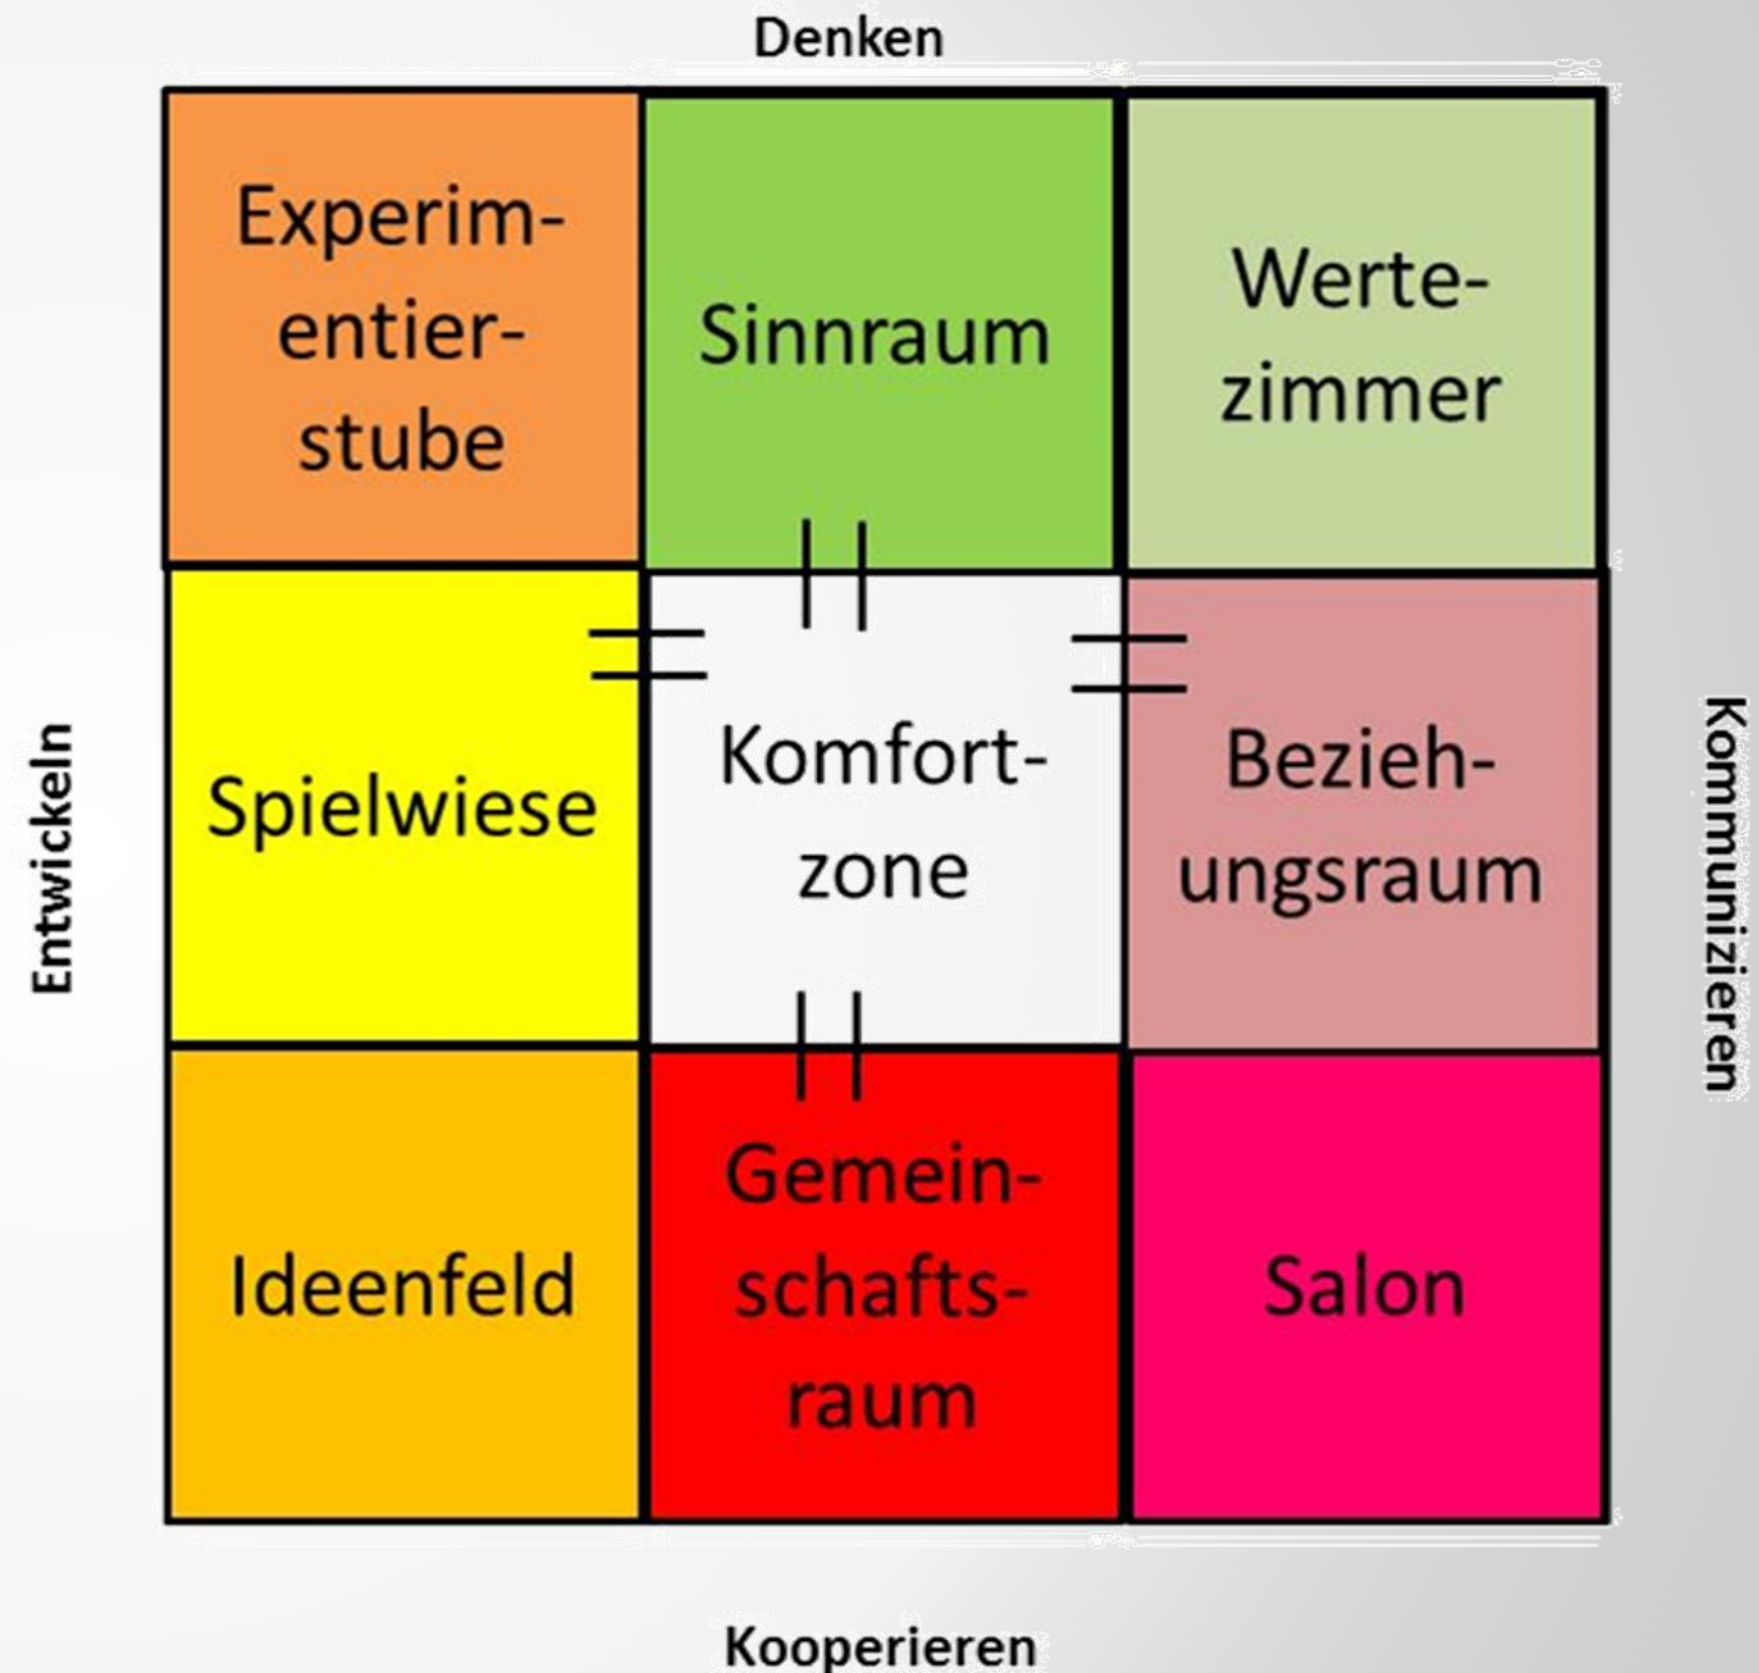 Denken
Experim-
entier-
stube
Sinnraum
Werte-
zimmer
Entwickeln
Spielwiese
Komfort-
zone
Bezieh-
ungsraum
Kommunizieren
Ideenfeld
Gemein-
schafts-
raum
Salon
Kooperieren